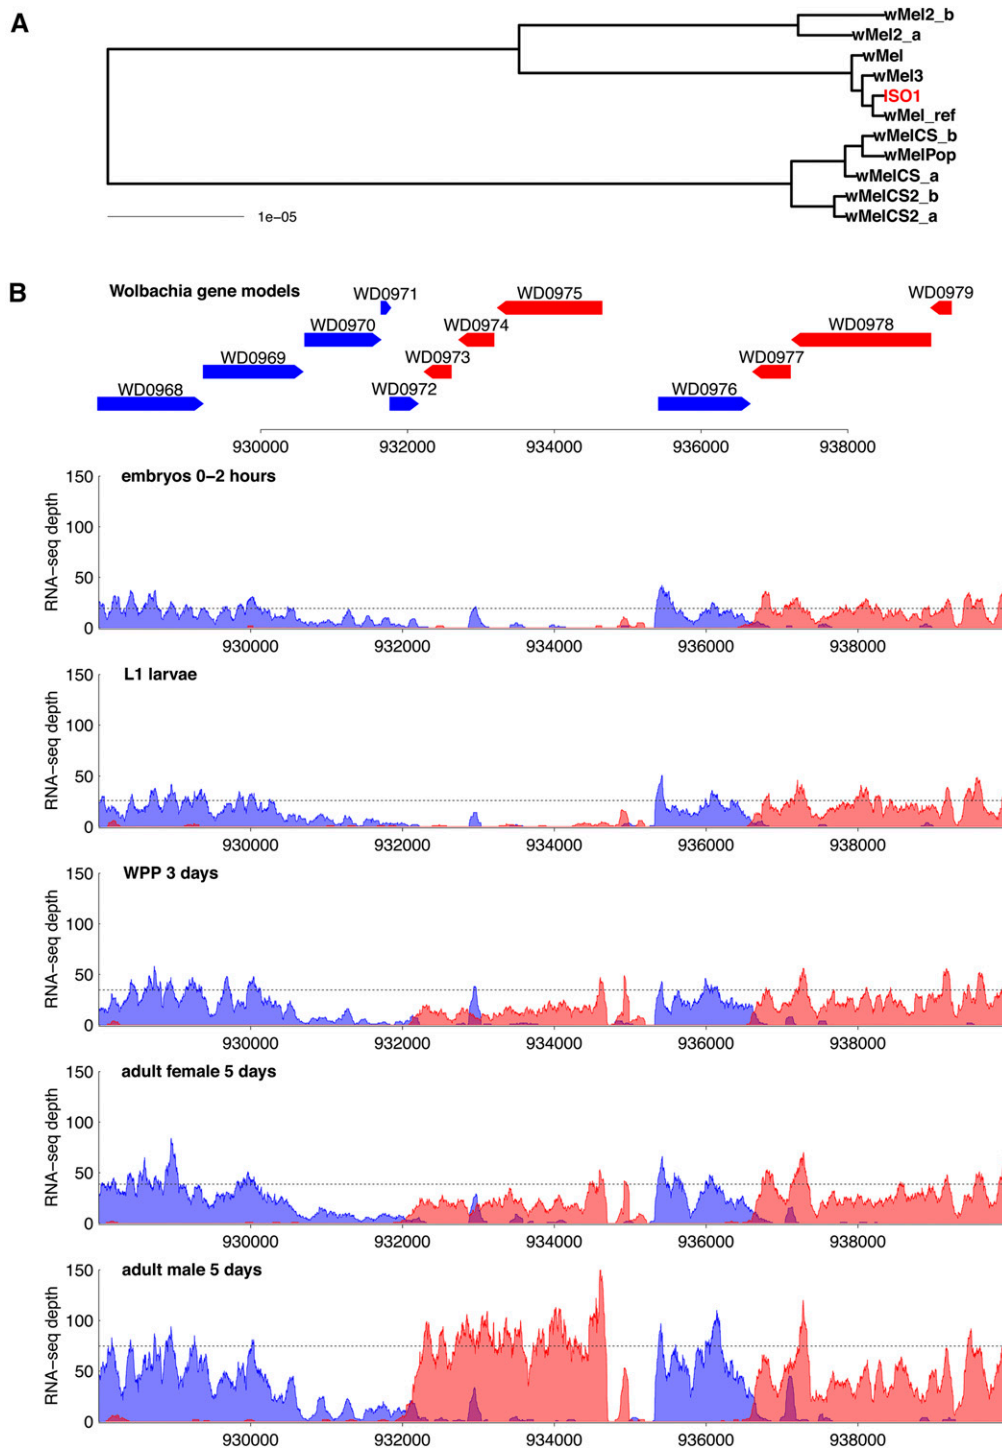 A
wMel2_b
wMel2_a
wMel
wMel3
ISO1
wMel_ref
wMelCS_b
wMelPop
wMelCS_a
wMelCS2_b
wMelCS2_a
1e−05
B
Wolbachia gene models
WD0971
WD0975
WD0979
WD0970
WD0974
WD0978
WD0969
WD0973
WD0977
WD0968
WD0972
WD0976
930000 932000 934000 936000 938000
embryos 0−2 hours
RNA−seq depth
150
100
50
0
930000 932000 934000 936000 938000
L1 larvae
RNA−seq depth
150
100
50
0
930000 932000 934000 936000 938000
WPP 3 days
RNA−seq depth
150
100
50
0
930000 932000 934000 936000 938000
adult female 5 days
RNA−seq depth
150
100
50
0
930000 932000 934000 936000 938000
adult male 5 days
RNA−seq depth
150
100
50
0
930000 932000 934000 936000 938000